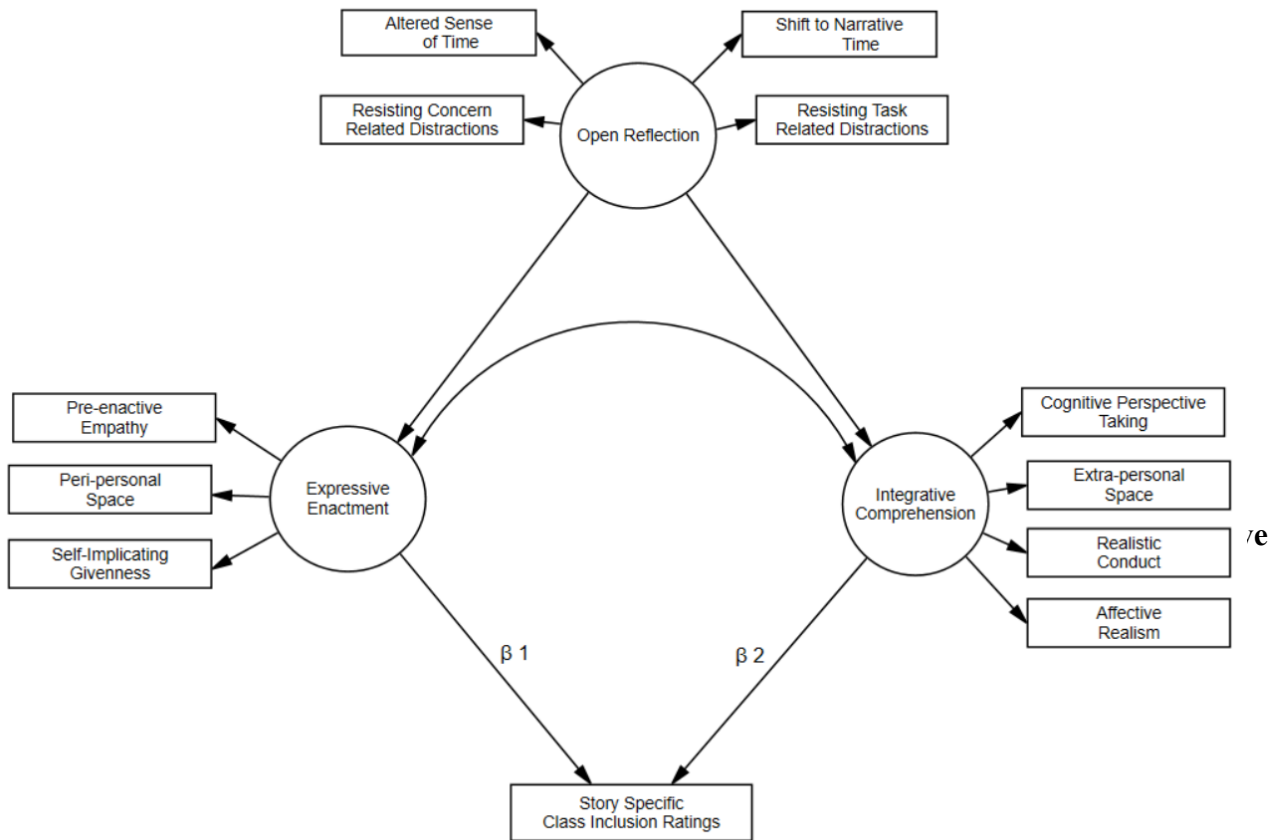 Altered Sense
of Time
Shift to Narrative
Time
Resisting Concern
Related Distractions
Resisting Task
Related Distractions
Open Reflection
Pre-enactive
Empathy
Peri-personal
Space
Self-Implicating
Givenness
Expressive
Enactment
Integrative
Comprehension
Cognitive Perspective
Taking
Extra-personal
Space
Realistic
Conduct
Affective
Realism
β 1
β 2
Story Specific
Class Inclusion Ratings